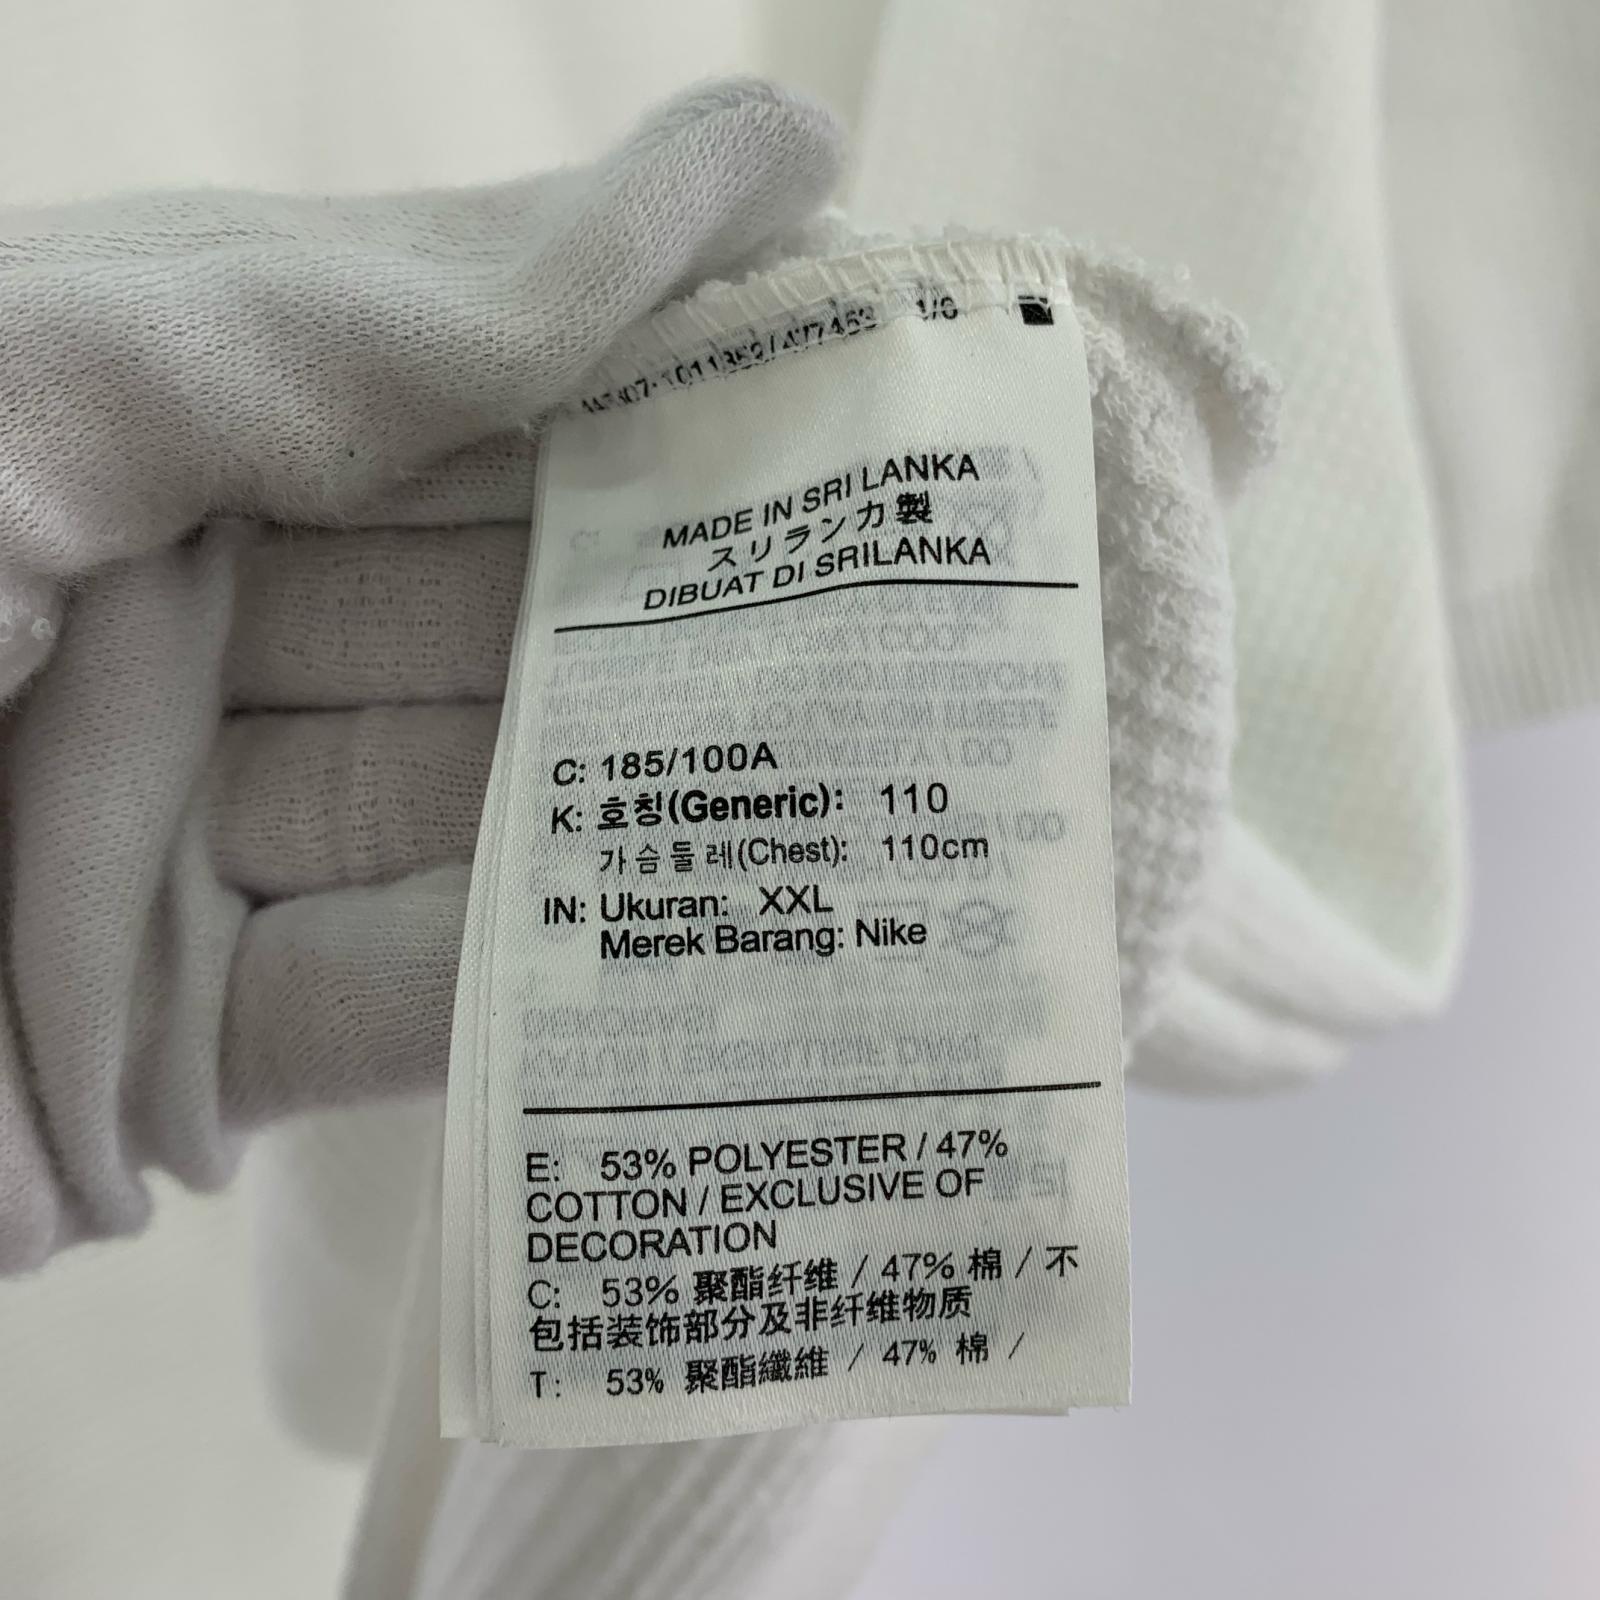 1/6
MADE IN SRI LANKA
スリランカ製
DIBUAT DI SRILANKA
C: 185/100A
K: 호칭(Generic): 110
가슴둘레(Chest): 110cm
IN: Ukuran: XXL
Merek Barang: Nike
E: 53% POLYESTER / 47%
COTTON / EXCLUSIVE OF
DECORATION
C: 53% 聚酯纤维 / 47% 棉 / 不
包括装饰部分及非纤维物质
T: 53% 聚酯纖維 / 47% 棉 /